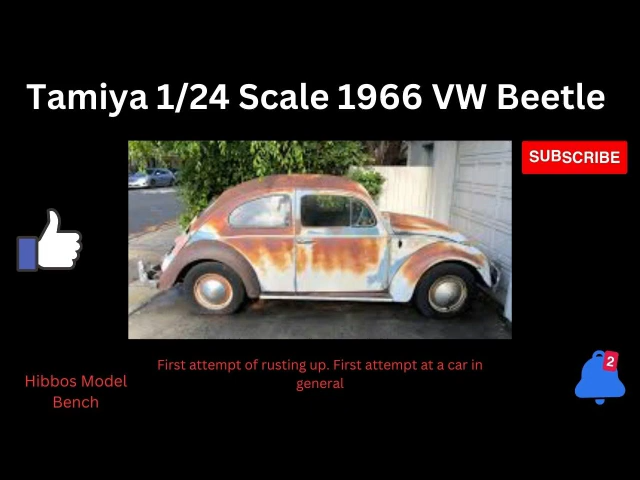 Tamiya 1/24 Scale 1966 VW Beetle
SUBSCRIBE
First attempt of rusting up. First attempt at a car in
general
Hibbos Model
Bench
2